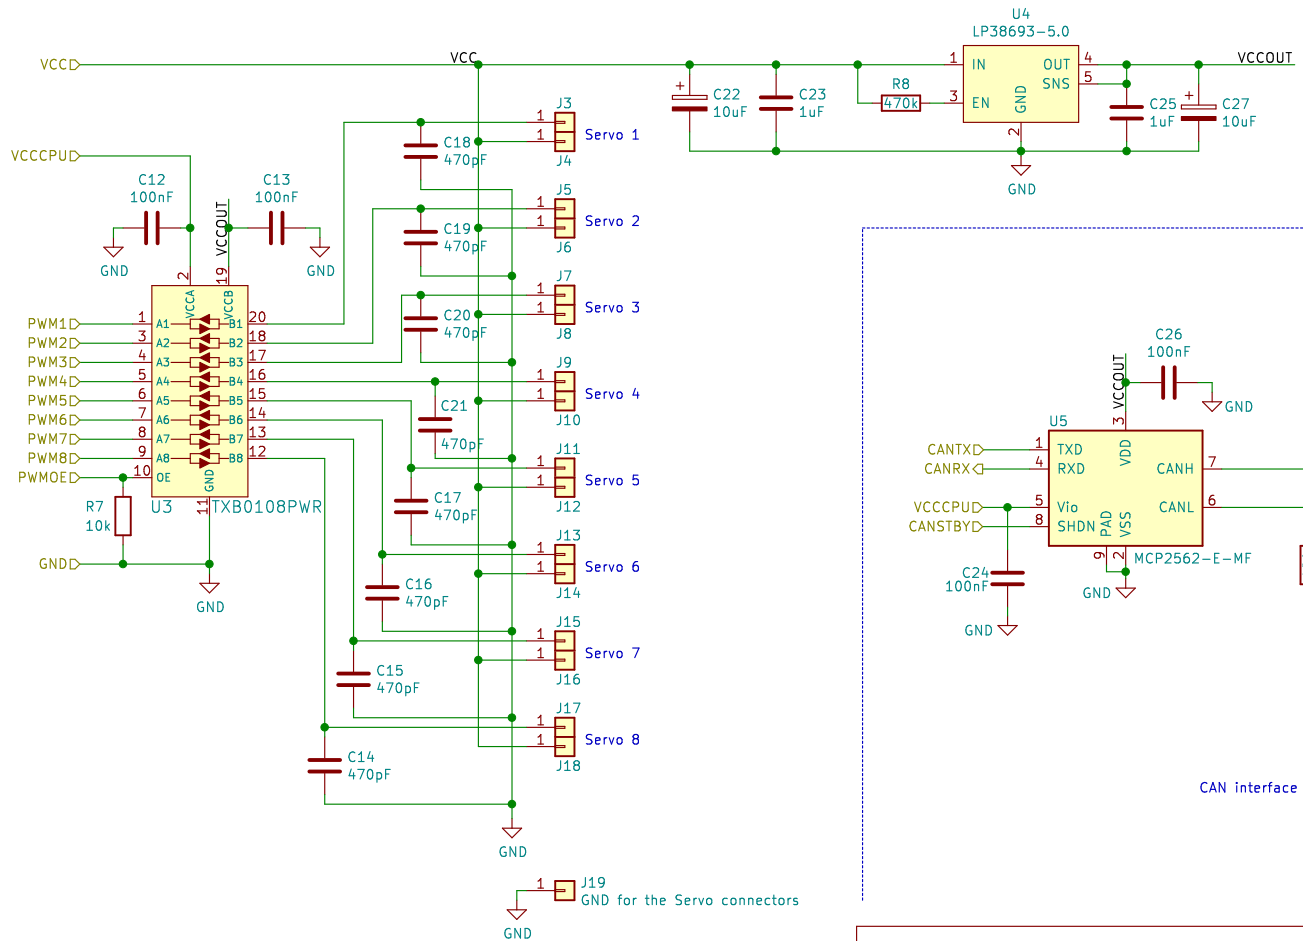 U4
LP38693-5.0
VCC
VCC
1
IN
OUT
4
VCCOUT
SNS
5
R8
470k
3
EN
GND
2
C22
10uF
C23
1uF
C25
1uF
C27
10uF
GND
J3
1
1
J4
Servo 1
C18
470pF
VCCCPU
C12
100nF
C13
100nF
VCCOUT
GND
GND
J5
1
1
J6
Servo 2
C19
470pF
J7
1
1
J8
Servo 3
C20
470pF
2
19
VCCA
VCCB
PWM1
1
A1
B1
20
PWM2
3
A2
B2
18
PWM3
4
A3
B3
17
PWM4
5
A4
B4
16
PWM5
6
A5
B5
15
PWM6
7
A6
B6
14
PWM7
8
A7
B7
13
PWM8
9
A8
B8
12
PWMOE
10
OE
GND
11
U3
TXB0108PWR
R7
10k
GND
GND
J9
1
1
J10
Servo 4
C21
470pF
J11
1
1
J12
Servo 5
C17
470pF
J13
1
1
J14
Servo 6
C16
470pF
J15
1
1
J16
Servo 7
C15
470pF
J17
1
1
J18
Servo 8
C14
470pF
GND
1
J19
GND for the Servo connectors
GND
C26
100nF
VCCOUT
GND
U5
3
VDD
CANTX
1
TXD
CANRX
4
RXD
CANH
7
VCCCPU
5
Vio
CANL
6
CANSTBY
8
SHDN
PAD
VSS
9
2
MCP2562-E-MF
GND
C24
100nF
GND
CAN interface